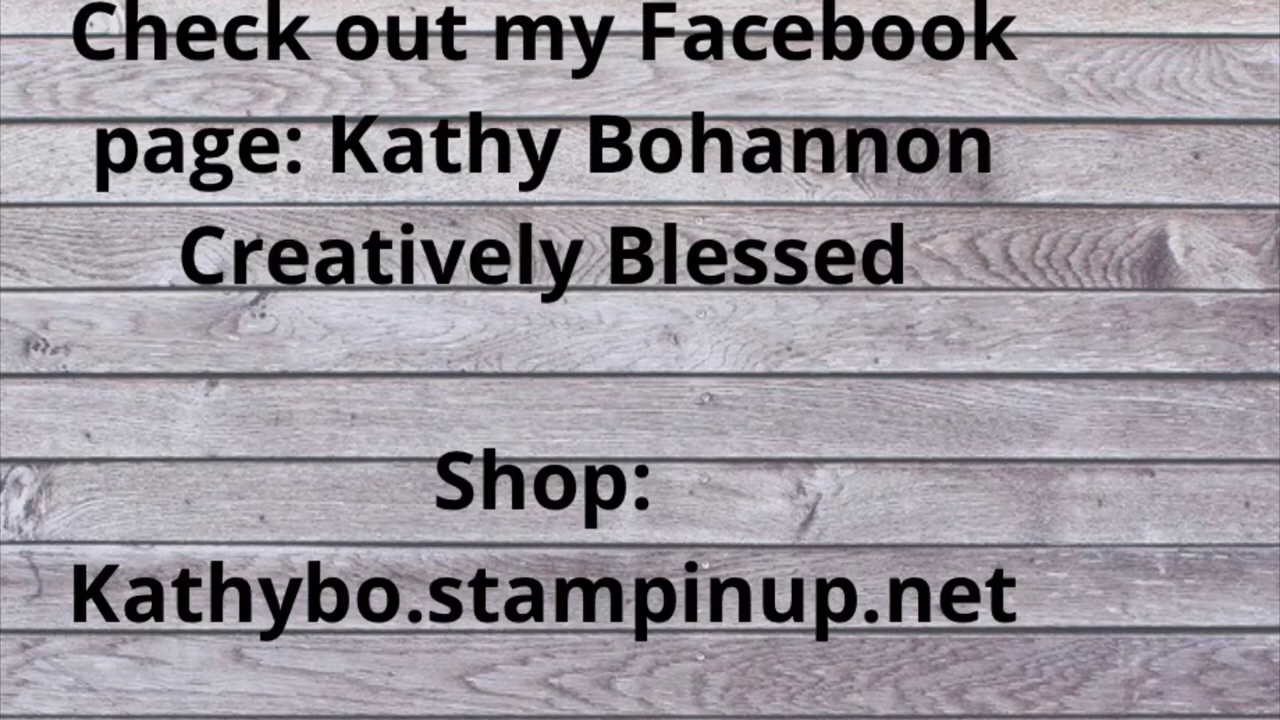 Check out my Facebook
page: Kathy Bohannon
Creatively Blessed
Shop:
Kathybo.stampinup.net